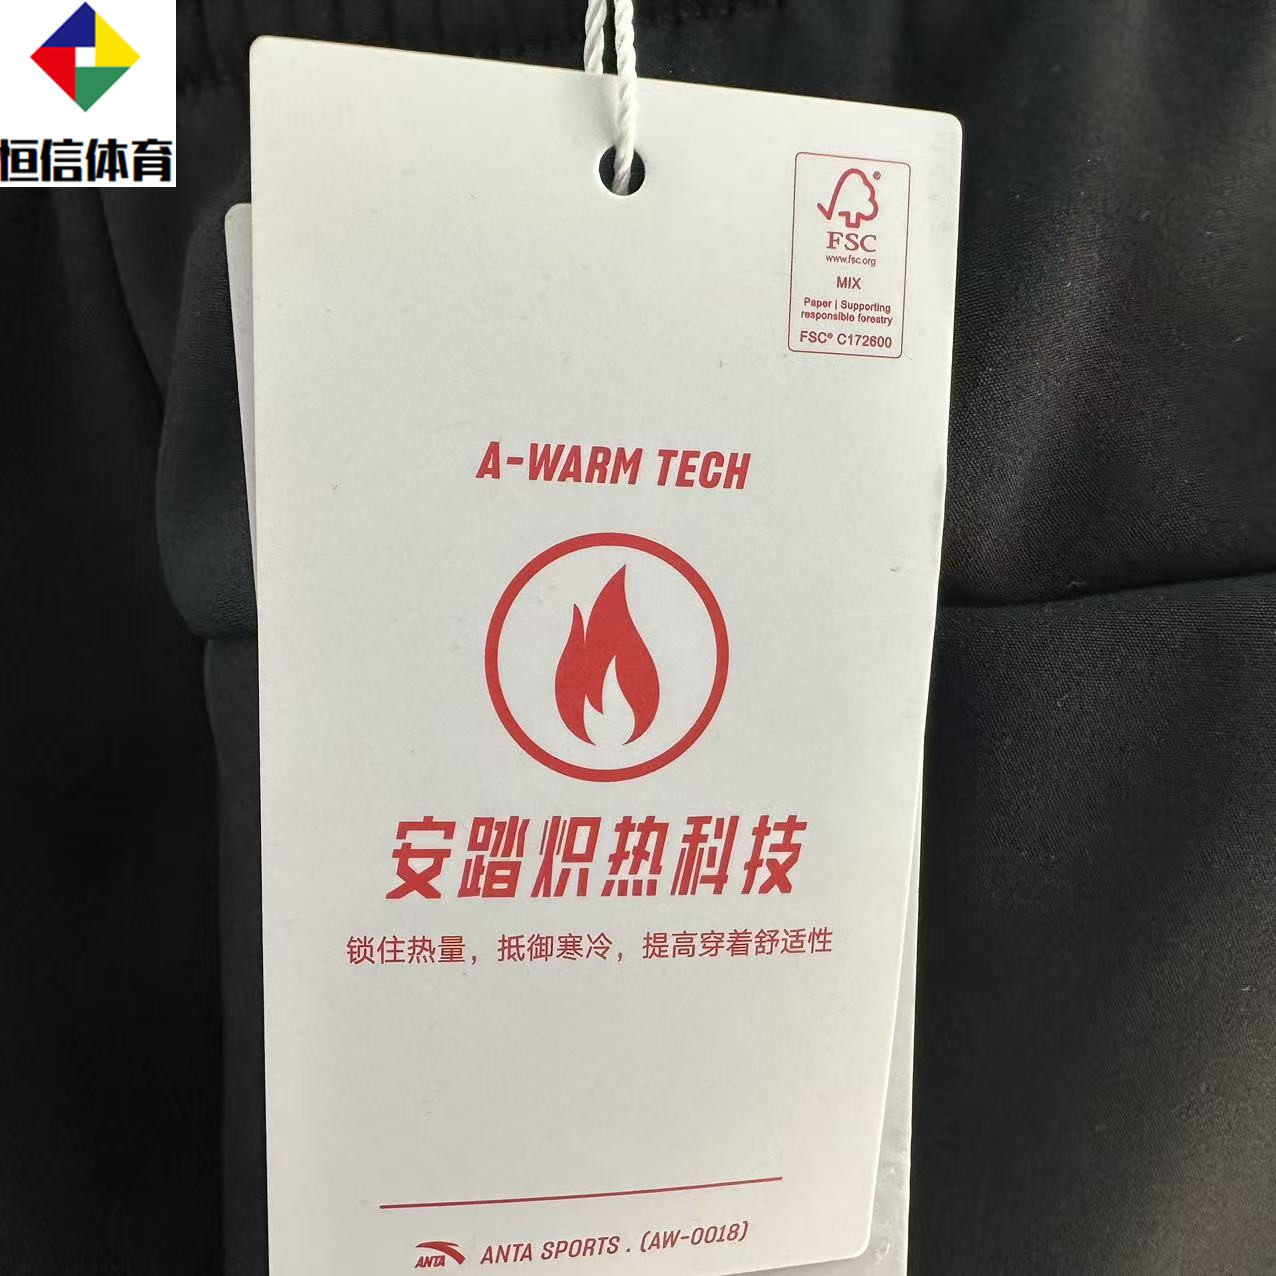 恒信体育
FSC
www.fsc.org
MIX
Paper | Supporting
responsible forestry
FSC® C172600
A-WARM TECH
安踏炽热科技
锁住热量，抵御寒冷，提高穿着舒适性
ANTA ANTA SPORTS . (AW-0018)